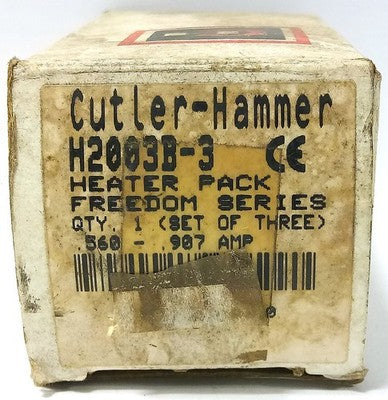 Cutler-Hammer
H2003B-3 CE
HEATER PACK
FREEDOM SERIES
QTY. 1 (SET OF THREE)
.560 - .907 AMP
®